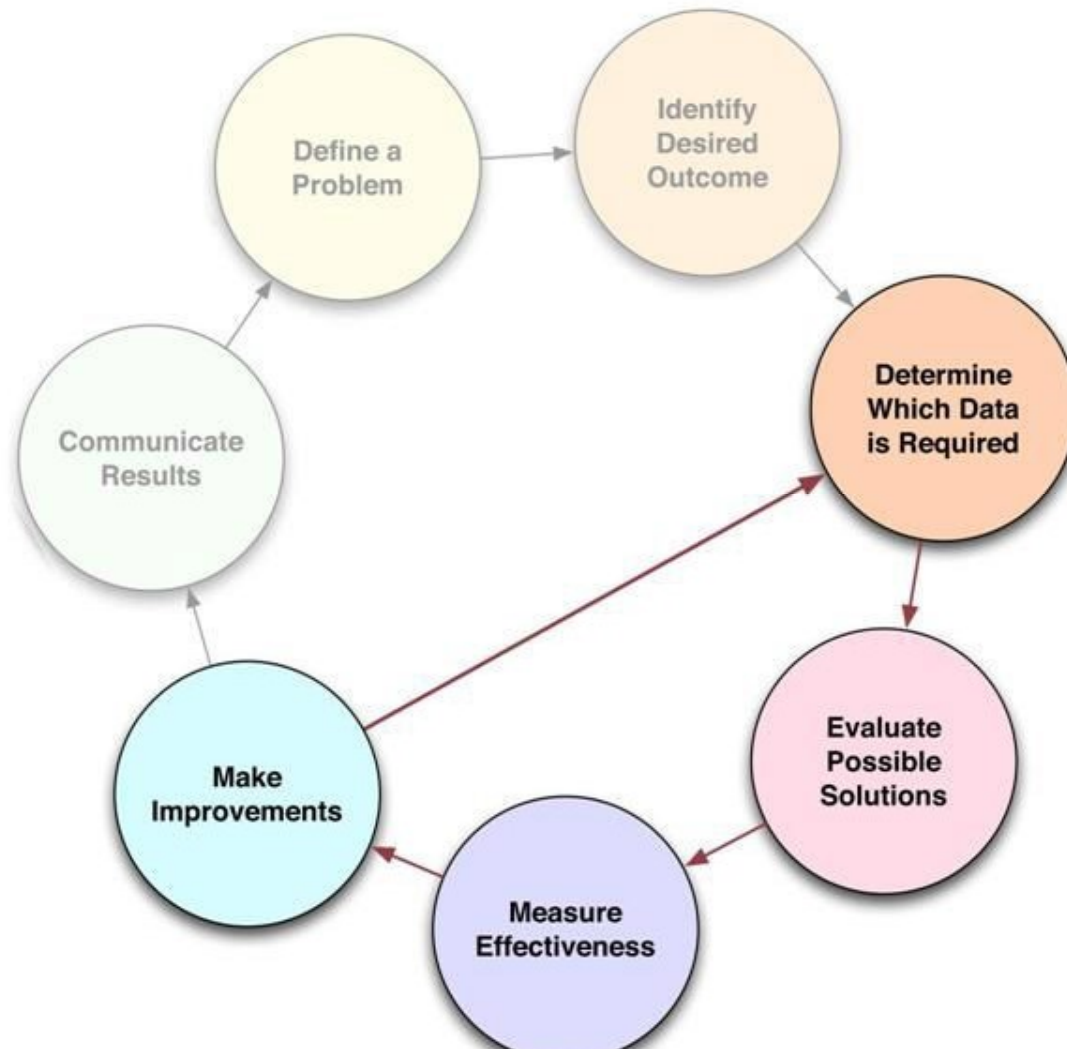 Define a
Problem
Identify
Desired
Outcome
Determine
Which Data
is Required
Evaluate
Possible
Solutions
Measure
Effectiveness
Make
Improvements
Communicate
Results